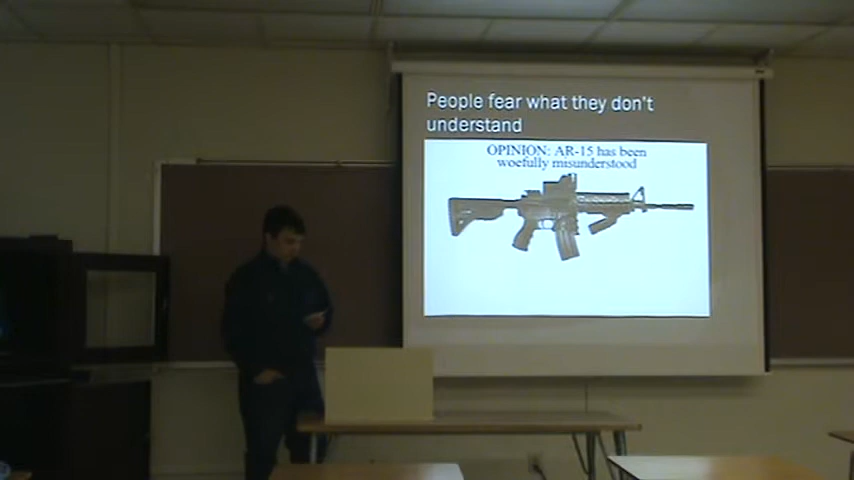 People fear what they don't
understand
OPINION: AR-15 has been
woefully misunderstood